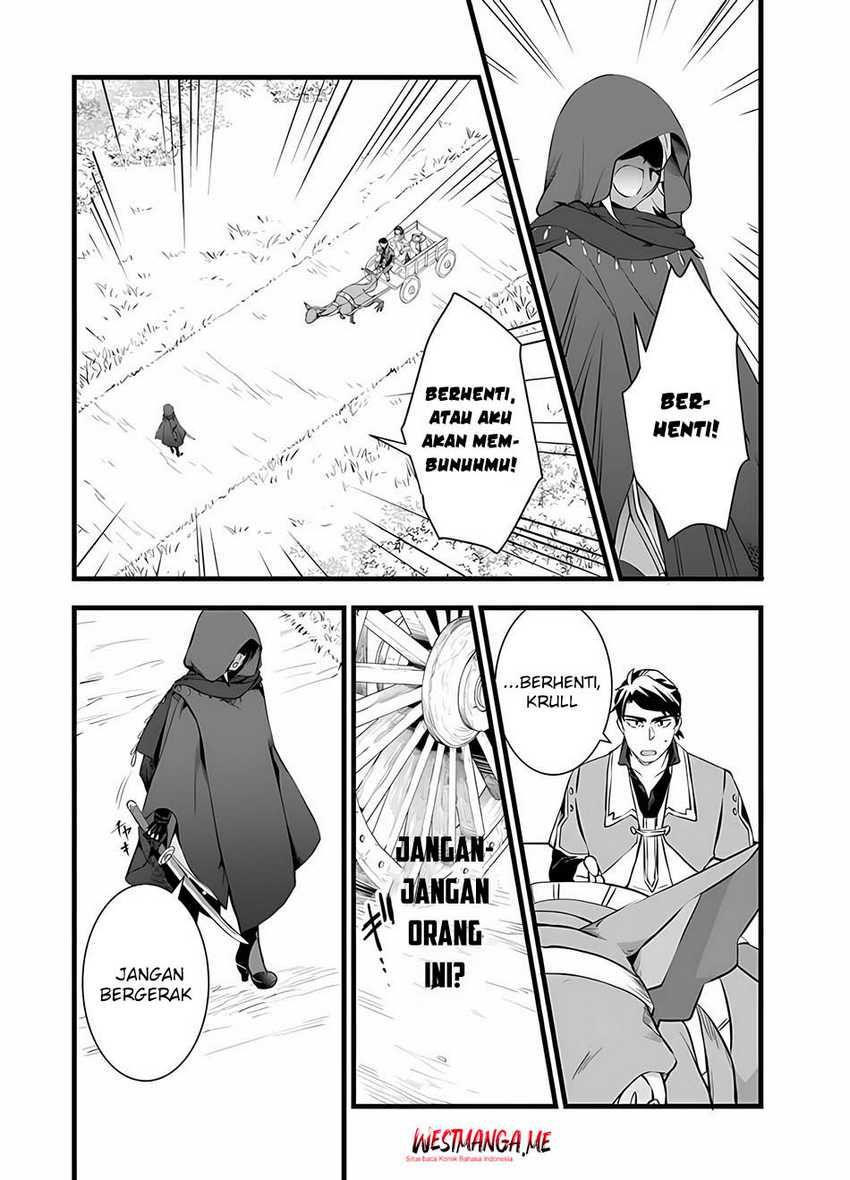 BER-
HENTI!
BERHENTI,
ATAU AKU
AKAN MEM-
BUNUHMU!
...BERHENTI,
KRULL
JANGAN-
JANGAN
ORANG
INI?
JANGAN
BERGERAK
WESTMANGA.ME
Situs baca Komik Bahasa Indonesia